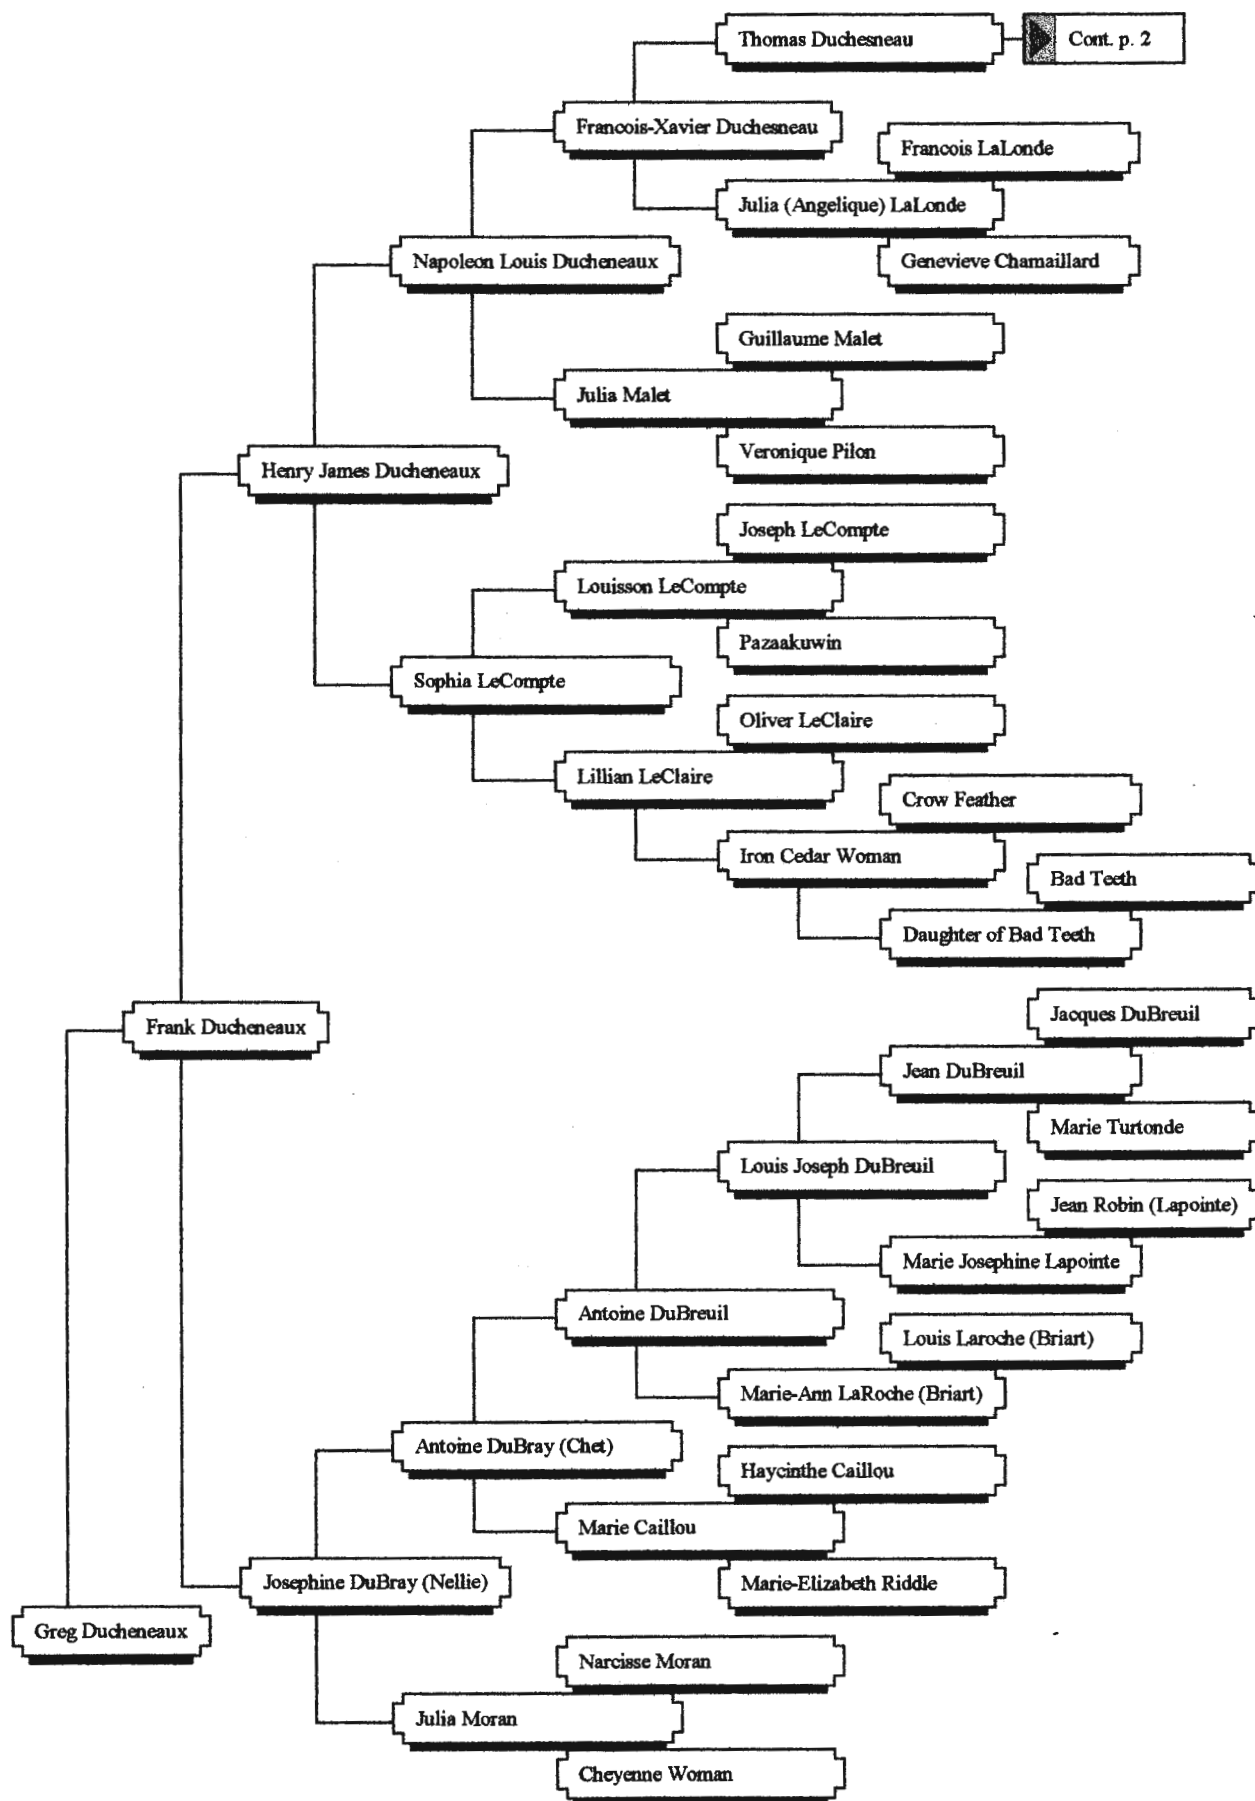 Thomas Duchesneau
Cont. p. 2
Francois-Xavier Duchesneau
Francois LaLonde
Julia (Angelique) LaLonde
Genevieve Chamaillard
Napoleon Louis Ducheneaux
Guillaume Malet
Julia Malet
Veronique Pilon
Henry James Ducheneaux
Joseph LeCompte
Louisson LeCompte
Pazaakuwin
Sophia LeCompte
Oliver LeClaire
Lillian LeClaire
Crow Feather
Iron Cedar Woman
Bad Teeth
Daughter of Bad Teeth
Frank Ducheneaux
Jacques DuBreuil
Jean DuBreuil
Marie Turtonde
Louis Joseph DuBreuil
Jean Robin (Lapointe)
Marie Josephine Lapointe
Antoine DuBreuil
Louis Laroche (Briart)
Marie-Ann LaRoche (Briart)
Antoine DuBray (Chet)
Haycinthe Caillou
Marie Caillou
Marie-Elizabeth Riddle
Josephine DuBray (Nellie)
Greg Ducheneaux
Narcisse Moran
Julia Moran
Cheyenne Woman